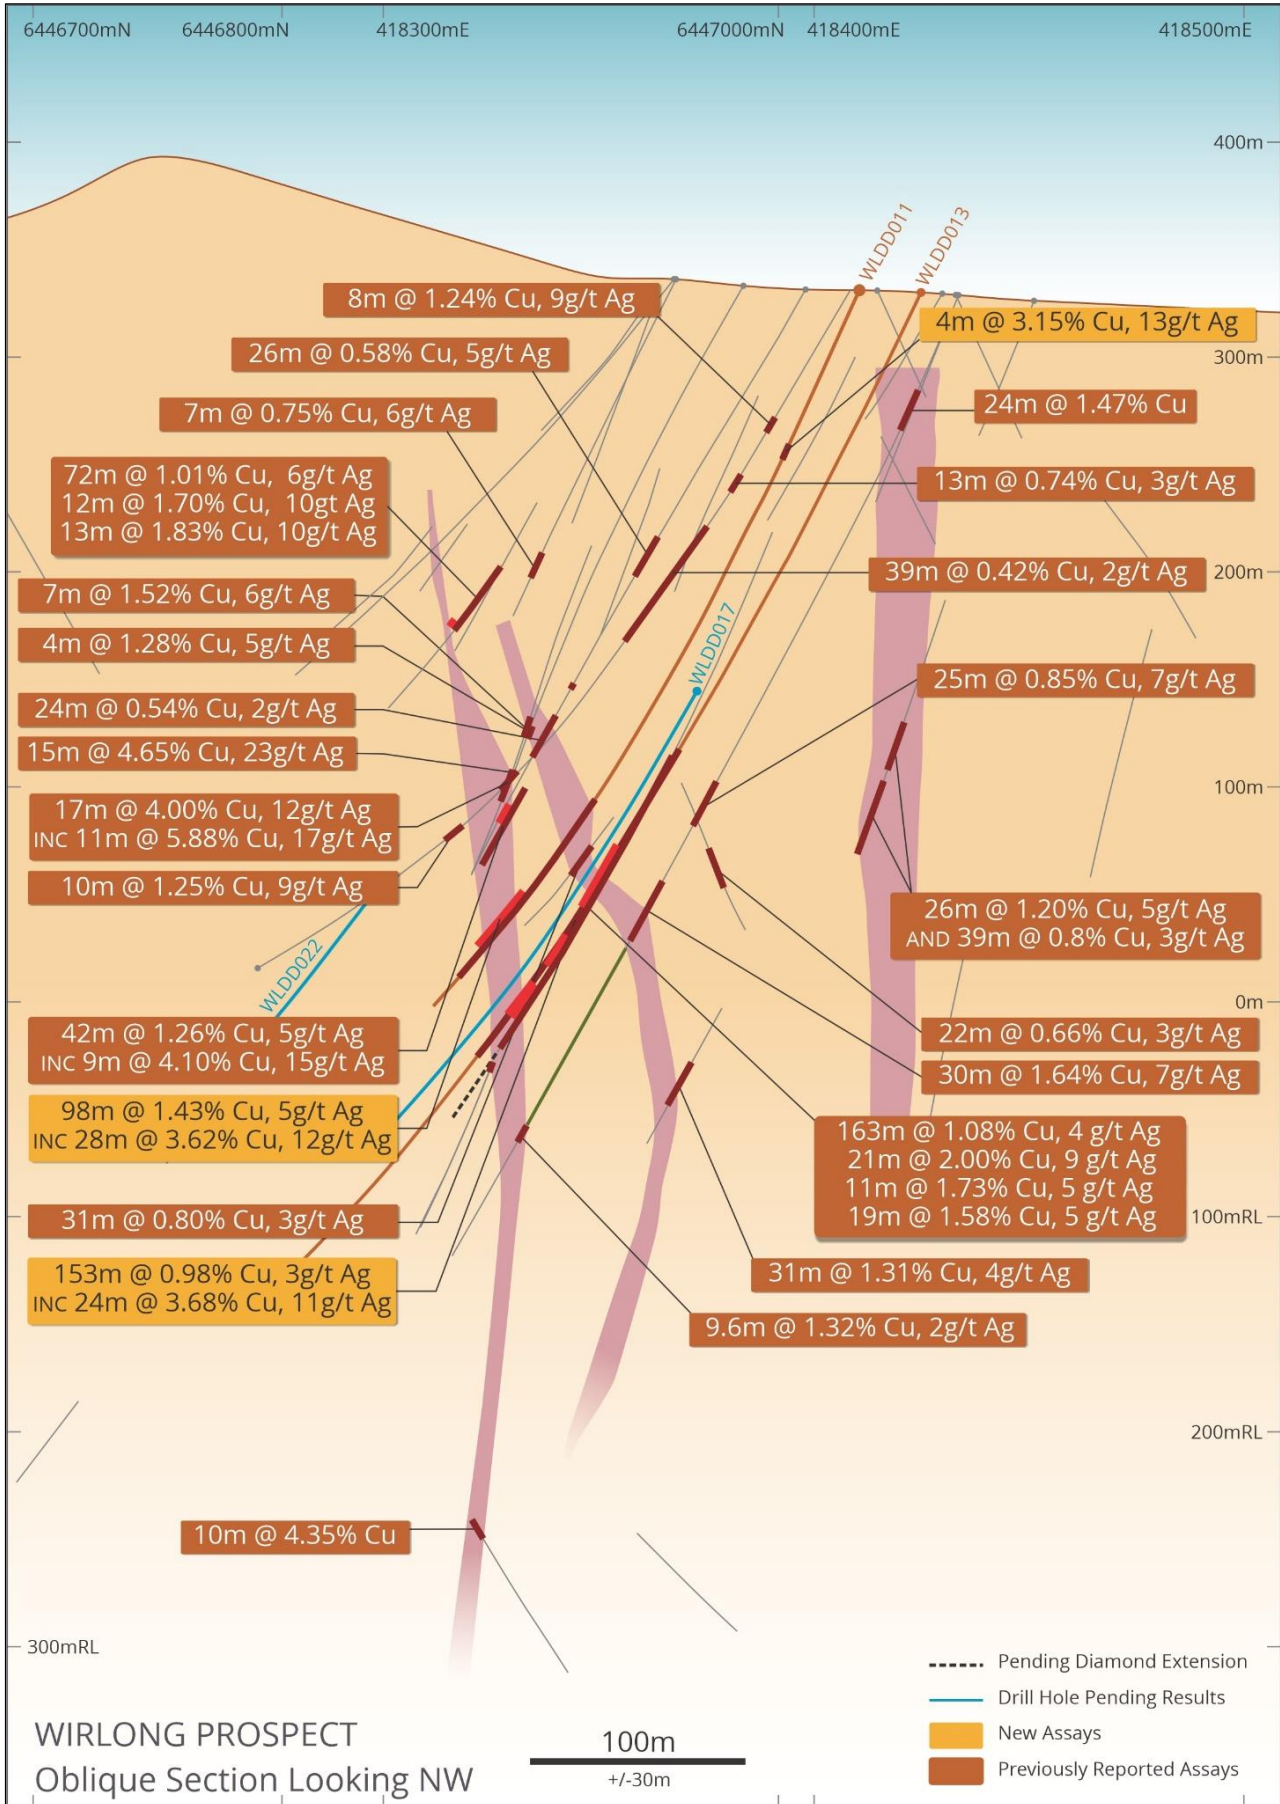 6446700mN 6446800mN 418300mE 6447000mN 418400mE 418500mE
400m
WLDD011
WLDD013
8m @ 1.24% Cu, 9g/t Ag
4m @ 3.15% Cu, 13g/t Ag
26m @ 0.58% Cu, 5g/t Ag
300m
7m @ 0.75% Cu, 6g/t Ag
24m @ 1.47% Cu
72m @ 1.01% Cu, 6g/t Ag
12m @ 1.70% Cu, 10gt Ag
13m @ 1.83% Cu, 10g/t Ag
13m @ 0.74% Cu, 3g/t Ag
39m @ 0.42% Cu, 2g/t Ag
200m
7m @ 1.52% Cu, 6g/t Ag
4m @ 1.28% Cu, 5g/t Ag
WLDD017
25m @ 0.85% Cu, 7g/t Ag
24m @ 0.54% Cu, 2g/t Ag
15m @ 4.65% Cu, 23g/t Ag
100m
17m @ 4.00% Cu, 12g/t Ag
INC 11m @ 5.88% Cu, 17g/t Ag
10m @ 1.25% Cu, 9g/t Ag
26m @ 1.20% Cu, 5g/t Ag
AND 39m @ 0.8% Cu, 3g/t Ag
WLDD022
0m
42m @ 1.26% Cu, 5g/t Ag
INC 9m @ 4.10% Cu, 15g/t Ag
22m @ 0.66% Cu, 3g/t Ag
30m @ 1.64% Cu, 7g/t Ag
98m @ 1.43% Cu, 5g/t Ag
INC 28m @ 3.62% Cu, 12g/t Ag
163m @ 1.08% Cu, 4 g/t Ag
21m @ 2.00% Cu, 9 g/t Ag
11m @ 1.73% Cu, 5 g/t Ag
19m @ 1.58% Cu, 5 g/t Ag
31m @ 0.80% Cu, 3g/t Ag
100mRL
153m @ 0.98% Cu, 3g/t Ag
INC 24m @ 3.68% Cu, 11g/t Ag
31m @ 1.31% Cu, 4g/t Ag
9.6m @ 1.32% Cu, 2g/t Ag
200mRL
10m @ 4.35% Cu
300mRL
Pending Diamond Extension
Drill Hole Pending Results
New Assays
Previously Reported Assays
WIRLONG PROSPECT
Oblique Section Looking NW
100m
+/-30m